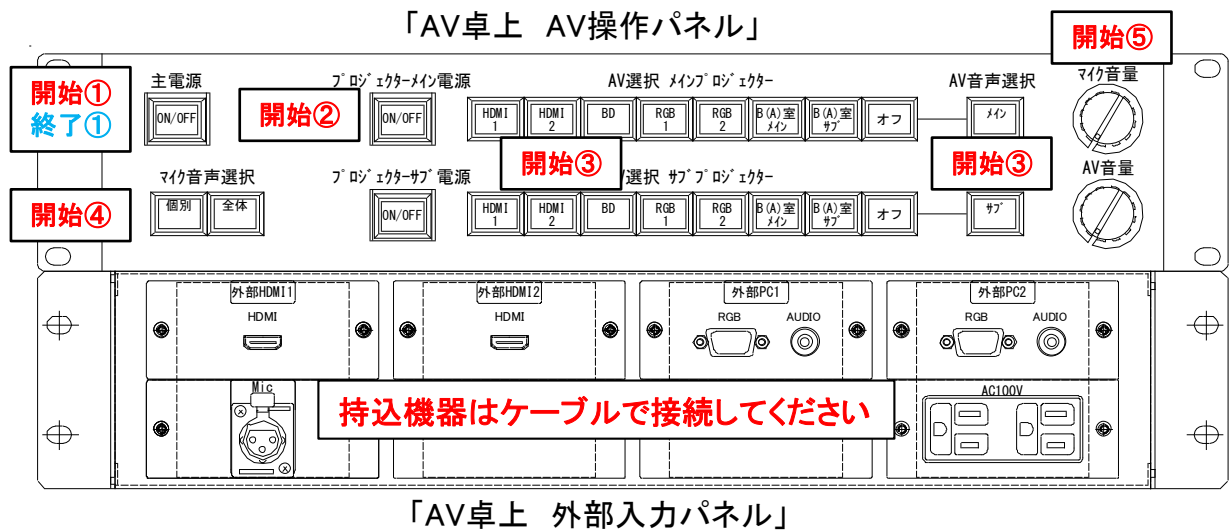 「AV卓上 AV操作パネル」
開始⑤
主電源 プロジェクターメイン電源 AV選択 メインプロジェクター AV音声選択 マイク音量
開始①
終了①
ON/OFF 開始② ON/OFF HDMI 1 HDMI 2 BD RGB 1 RGB 2 B(A)室 メイン B(A)室 サブ オフ メイン
開始③ 開始③
マイク音声選択 プロジェクターサブ電源 選択 サブプロジェクター AV音量
開始④ 個別 全体 ON/OFF HDMI 1 HDMI 2 BD RGB 1 RGB 2 B(A)室 メイン B(A)室 サブ オフ サブ
外部HDMI1 外部HDMI2 外部PC1 外部PC2
HDMI HDMI RGB AUDIO RGB AUDIO
Mic AC100V
持込機器はケーブルで接続してください
「AV卓上 外部入力パネル」